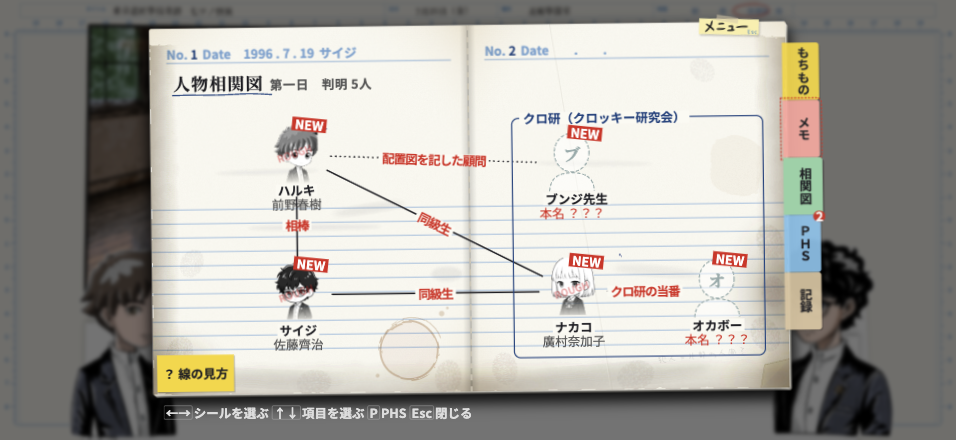 メニュー Esc
No. 1 Date 1996 . 7 . 19 サイジ
No. 2 Date . .
人物相関図 第一日 判明 5人
クロ研（クロッキー研究会）
NEW
NEW
配置図を記した顧問
ブ
ハルキ
前野春樹
ブンジ先生
本名 ? ? ?
相棒
同級生
NEW
NEW
NEW
オ
同級生
クロ研の当番
サイジ
佐藤齊治
ナカコ
廣村奈加子
オカボー
本名 ? ? ?
? 線の見方
もちもの
メモ
相関図
2
PHS
記録
←→ シールを選ぶ ↑↓ 項目を選ぶ P PHS Esc 閉じる